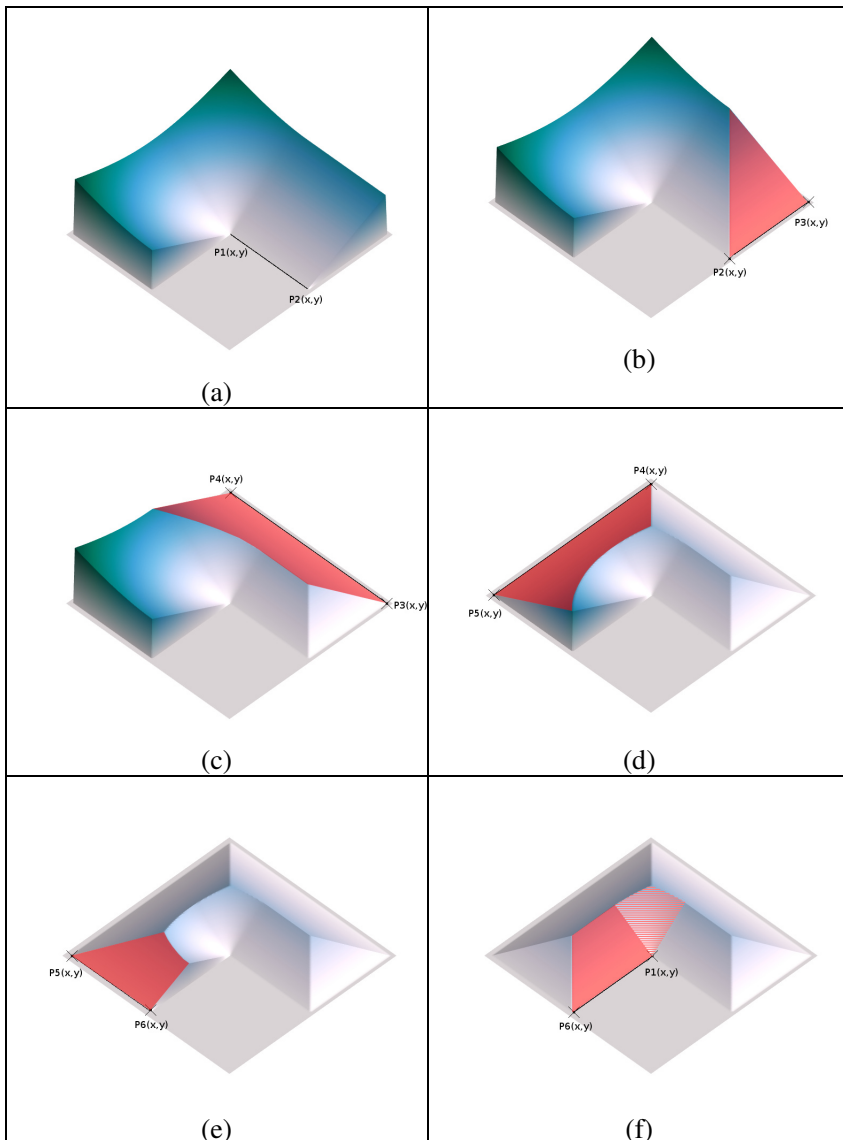 P1(x,y)
P2(x,y)
(a)
P3(x,y)
P2(x,y)
(b)
P4(x,y)
P3(x,y)
(c)
P4(x,y)
P5(x,y)
(d)
P5(x,y)
P6(x,y)
(e)
P1(x,y)
P6(x,y)
(f)